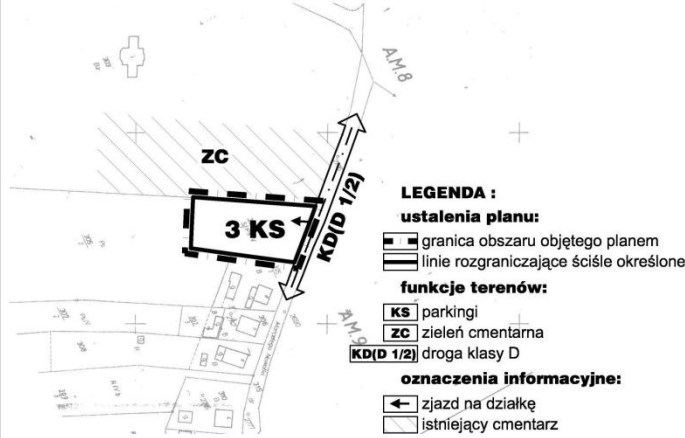 A.M.8
ZC
3 KS
KD(D 1/2)
A.M.9
LEGENDA :
ustalenia planu:
granica obszaru objętego planem
linie rozgraniczające ściśle określone
funkcje terenów:
KS parkingi
ZC zieleń cmentarna
KD(D 1/2) droga klasy D
oznaczenia informacyjne:
zjazd na działkę
istniejący cmentarz